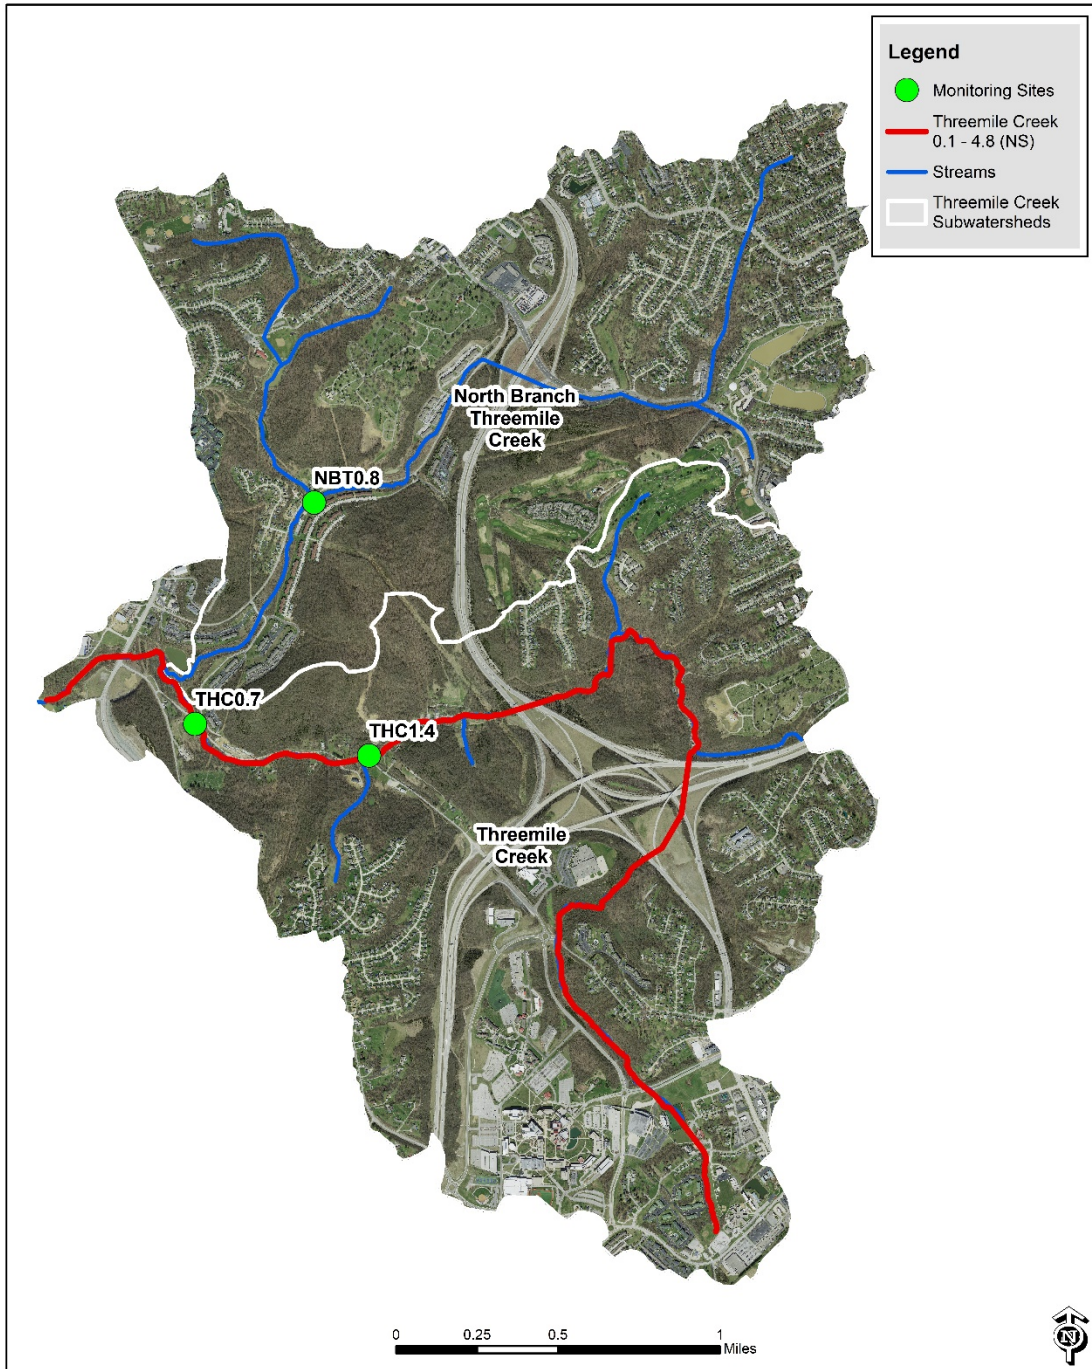 Legend
Monitoring Sites
Threemile Creek
0.1 - 4.8 (NS)
Streams
Threemile Creek
Subwatersheds
North Branch
Threemile
Creek
NBT0.8
THC0.7
THC1.4
Threemile
Creek
0 0.25 0.5 1
Miles
N